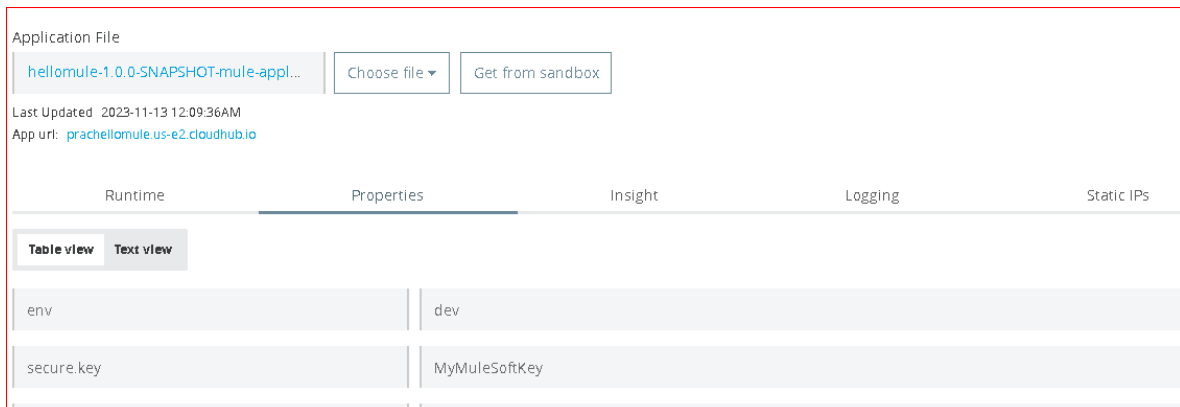 Application File
hellomule-1.0.0-SNAPSHOT-mule-appl...
Choose file
Get from sandbox
Last Updated 2023-11-13 12:09:36AM
App url: prachellomule.us-e2.cloudhub.io
Runtime Properties Insight Logging Static IPs
Table view Text view
env dev
secure.key MyMuleSoftKey